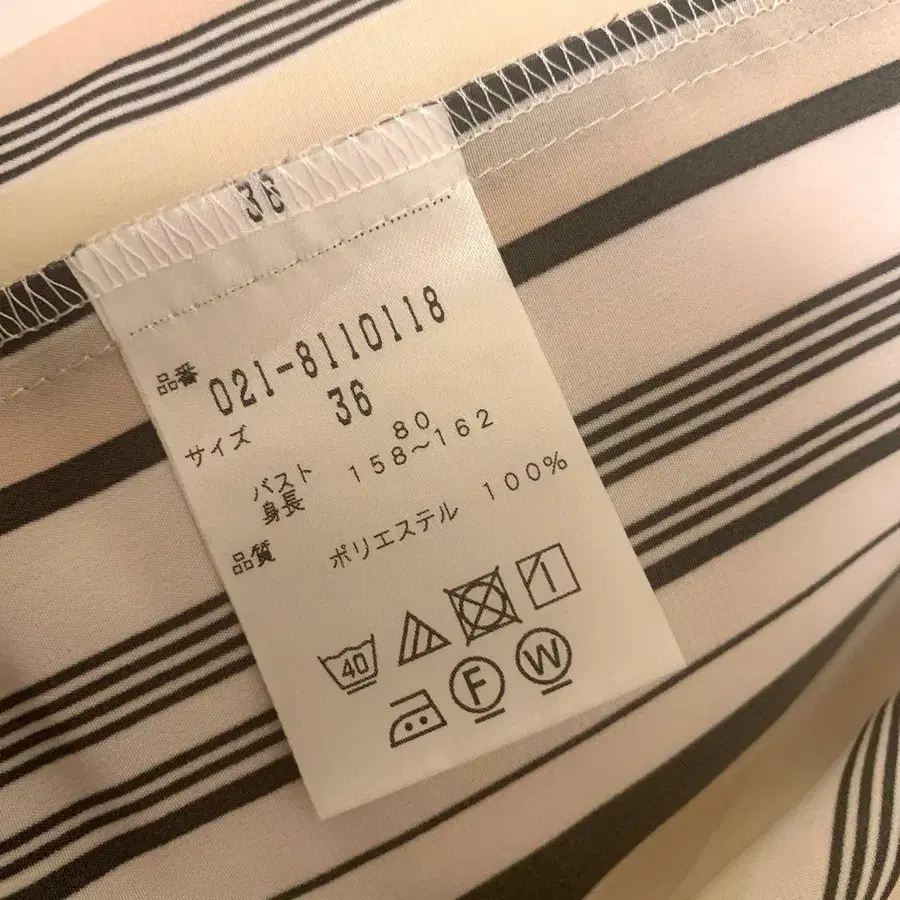 36
品番 021-8110118
サイズ 36
バスト 80
身長 158～162
品質 ポリエステル 100%
40
F W